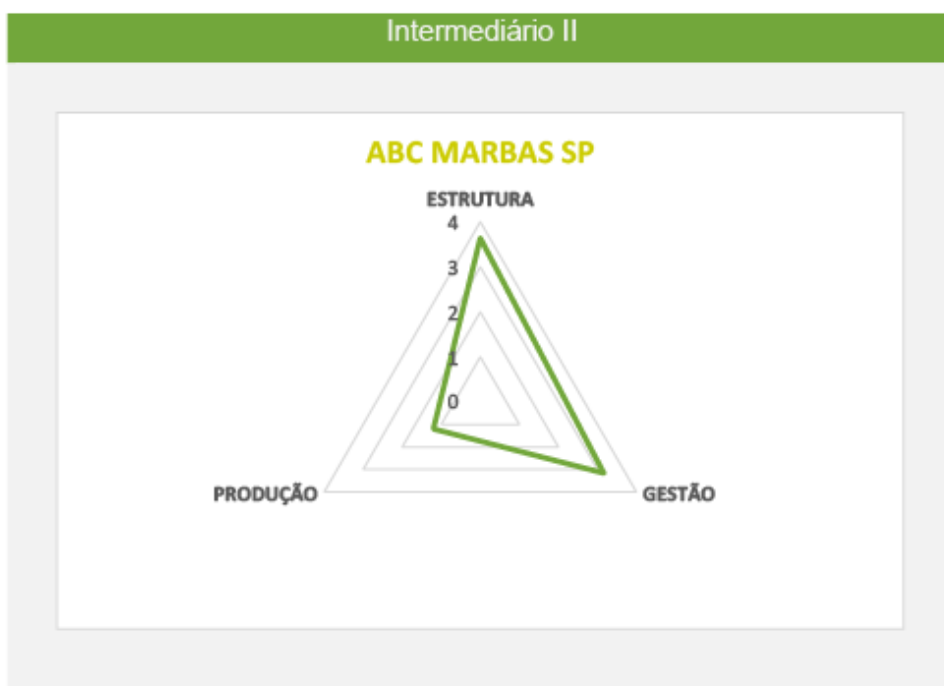 Intermediário II
ABC MARBAS SP
ESTRUTURA
4
3
2
1
0
PRODUÇÃO
GESTÃO